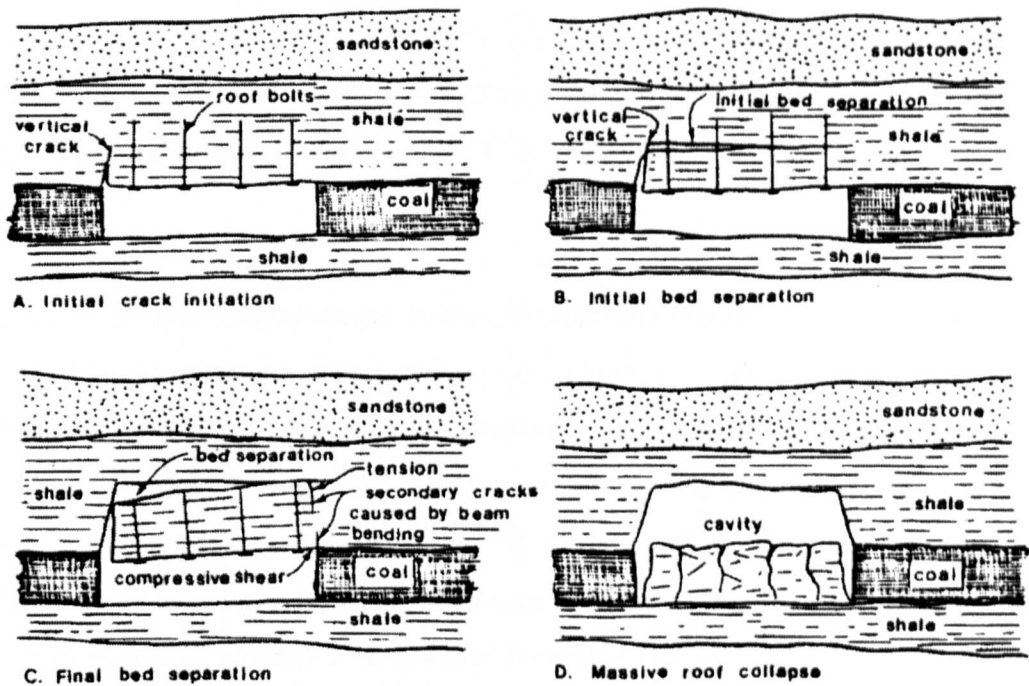 sandstone
roof bolts
vertical
crack
shale
coal
shale
A. Initial crack initiation
sandstone
initial bed separation
vertical
crack
shale
coal
shale
B. Initial bed separation
sandstone
bed separation
tension
shale
secondary cracks
caused by beam
bending
compressive shear
coal
shale
C. Final bed separation
sandstone
shale
cavity
coal
shale
D. Massive roof collapse